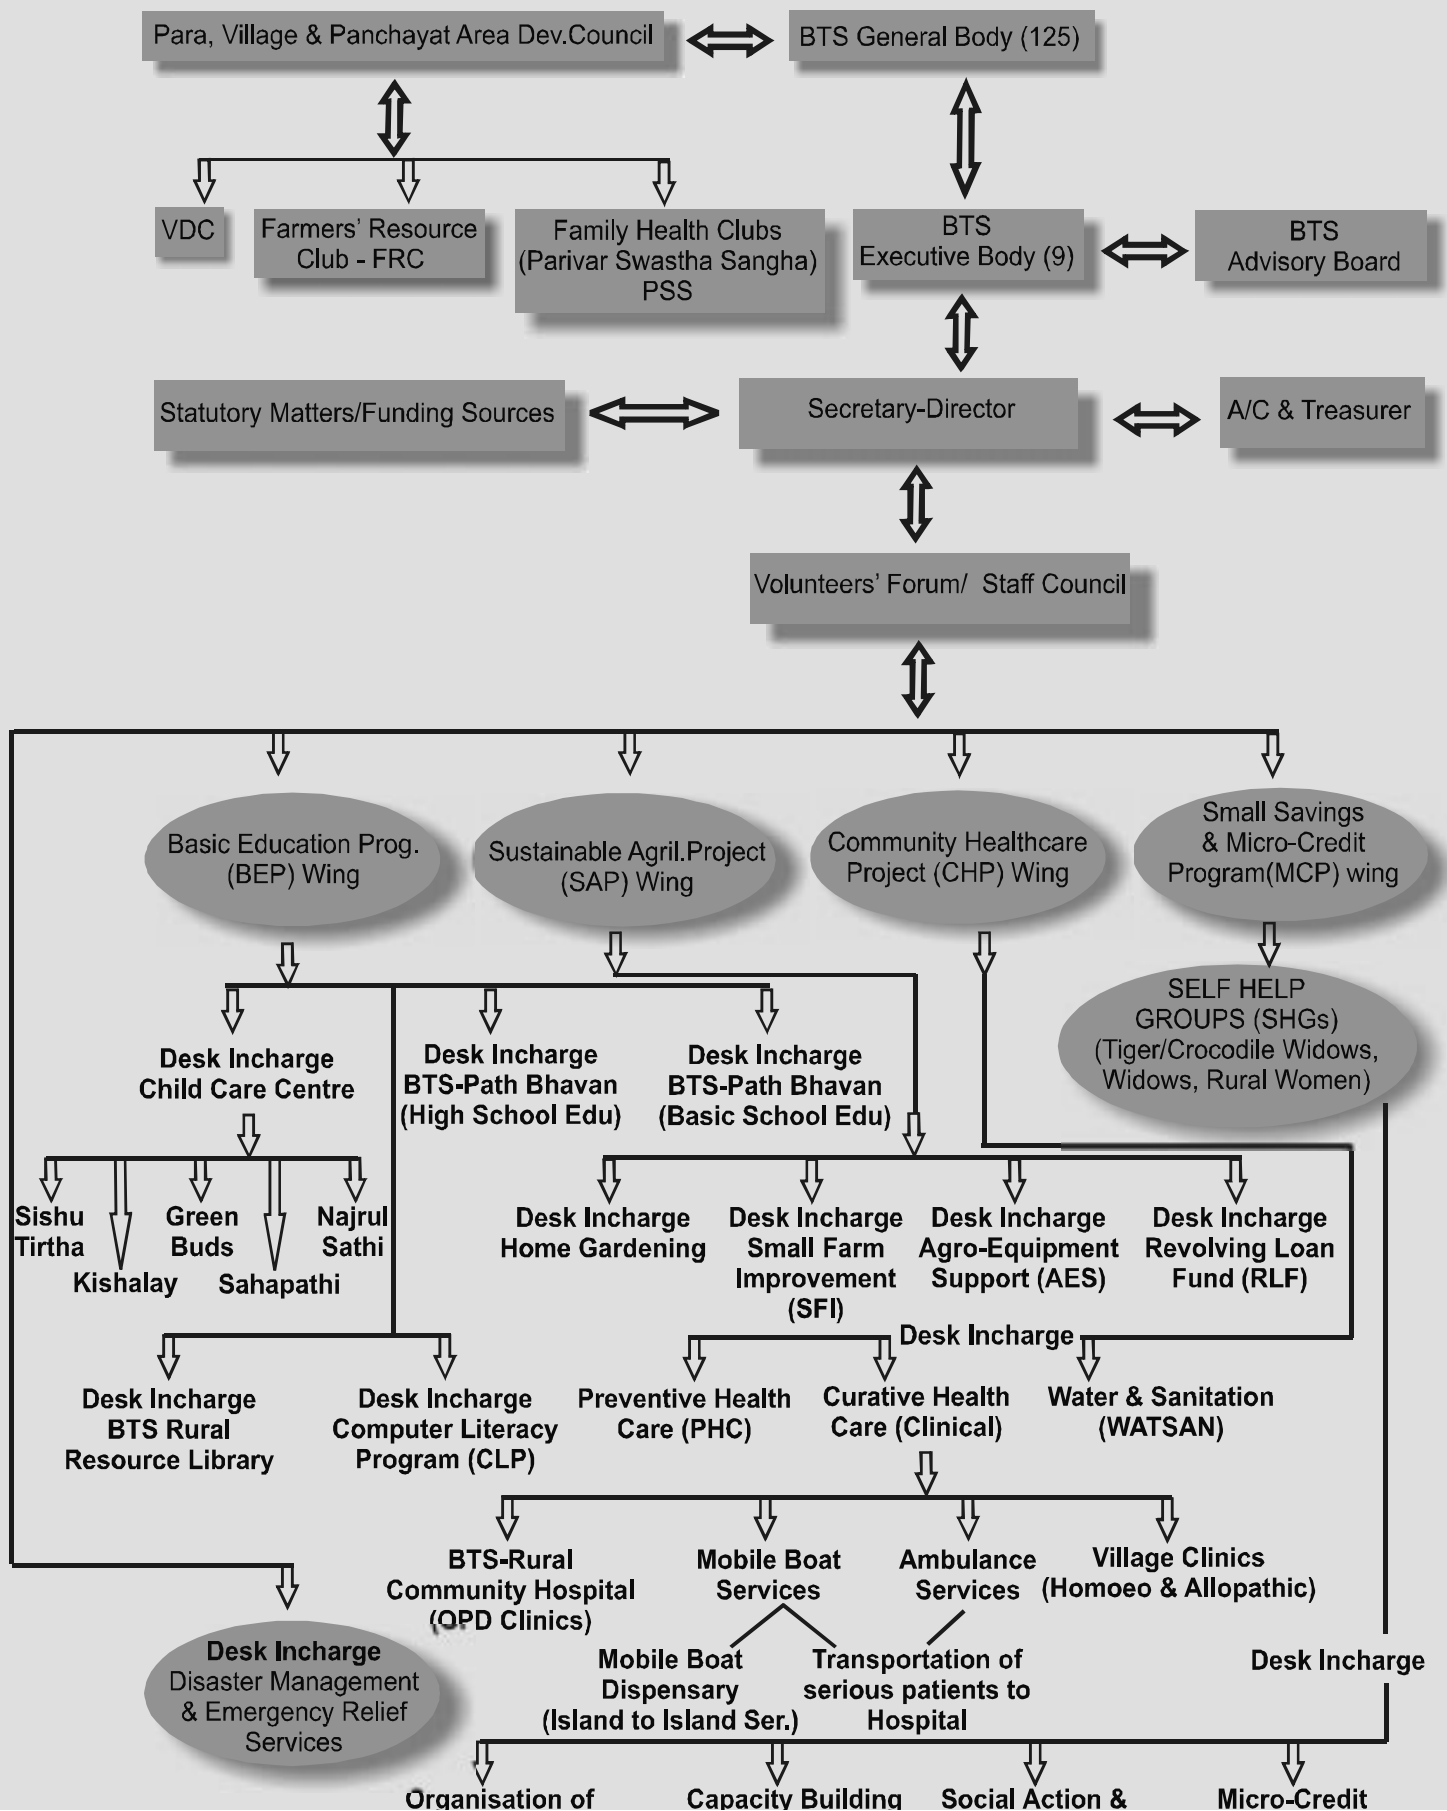 Para, Village & Panchayat Area Dev.Council
BTS General Body (125)
VDC
Farmers' Resource
Club - FRC
Family Health Clubs
(Parivar Swastha Sangha)
PSS
BTS
Executive Body (9)
BTS
Advisory Board
Statutory Matters/Funding Sources
Secretary-Director
A/C & Treasurer
Volunteers' Forum/ Staff Council
Basic Education Prog.
(BEP) Wing
Sustainable Agril.Project
(SAP) Wing
Community Healthcare
Project (CHP) Wing
Small Savings
& Micro-Credit
Program(MCP) wing
SELF HELP
GROUPS (SHGs)
(Tiger/Crocodile Widows,
Widows, Rural Women)
Desk Incharge
Child Care Centre
Desk Incharge
BTS-Path Bhavan
(High School Edu)
Desk Incharge
BTS-Path Bhavan
(Basic School Edu)
Sishu
Tirtha
Kishalay
Green
Buds
Sahapathi
Najrul
Sathi
Desk Incharge
Home Gardening
Desk Incharge
Small Farm
Improvement
(SFI)
Desk Incharge
Agro-Equipment
Support (AES)
Desk Incharge
Revolving Loan
Fund (RLF)
Desk Incharge
Desk Incharge
BTS Rural
Resource Library
Desk Incharge
Computer Literacy
Program (CLP)
Preventive Health
Care (PHC)
Curative Health
Care (Clinical)
Water & Sanitation
(WATSAN)
BTS-Rural
Community Hospital
(OPD Clinics)
Mobile Boat
Services
Ambulance
Services
Village Clinics
(Homoeo & Allopathic)
Desk Incharge
Disaster Management
& Emergency Relief
Services
Mobile Boat
Dispensary
(Island to Island Ser.)
Transportation of
serious patients to
Hospital
Desk Incharge
Organisation of
Capacity Building
Social Action &
Micro-Credit